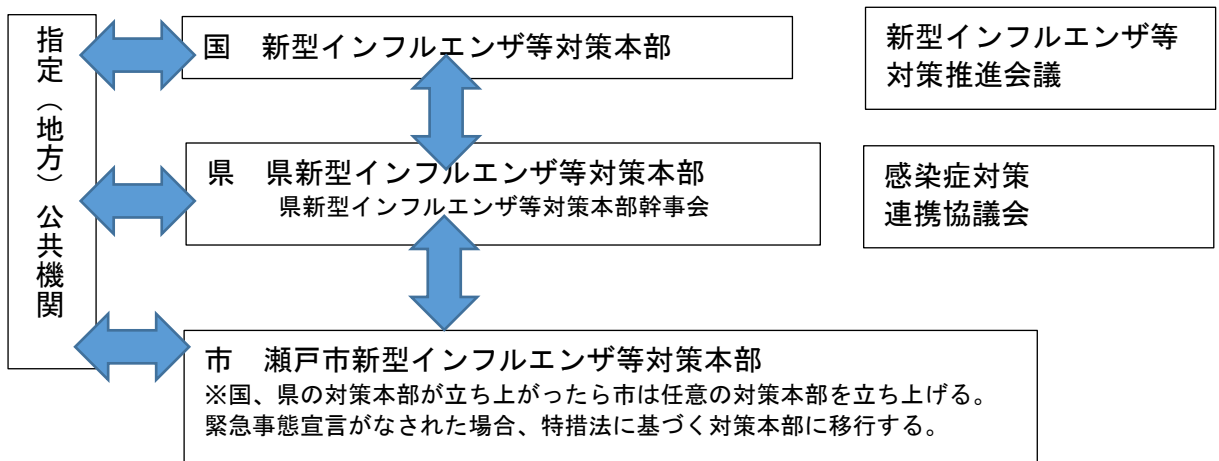 指定（地方）公共機関
国　新型インフルエンザ等対策本部
新型インフルエンザ等
対策推進会議
県　県新型インフルエンザ等対策本部
県新型インフルエンザ等対策本部幹事会
感染症対策
連携協議会
市　瀬戸市新型インフルエンザ等対策本部
※国、県の対策本部が立ち上がったら市は任意の対策本部を立ち上げる。
緊急事態宣言がなされた場合、特措法に基づく対策本部に移行する。